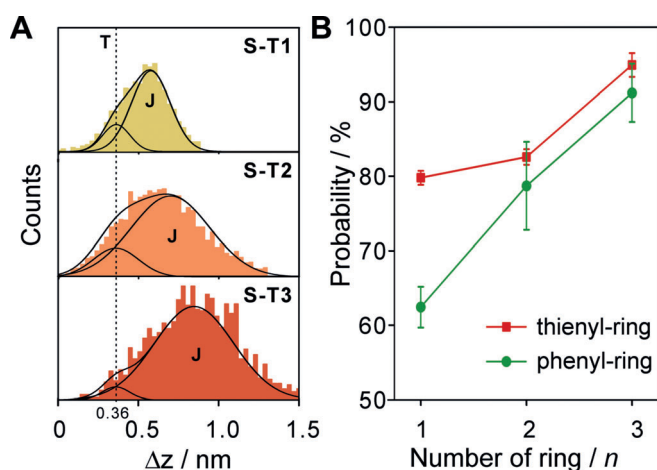 A
T
S-T1
J
S-T2
J
S-T3
J
Counts
0.36
0 0.5 1.0 1.5
Δz / nm
B
100
90
80
70
60
50
Probability / %
thienyl-ring
phenyl-ring
1 2 3
Number of ring / n